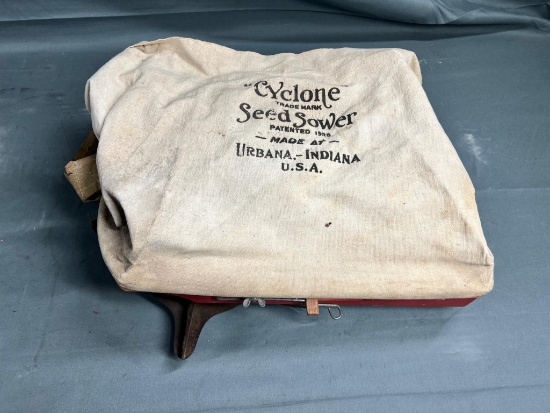 "Cyclone
TRADE MARK
Seed Sower
PATENTED
— MADE AT —
URBANA,-INDIANA
U.S.A.